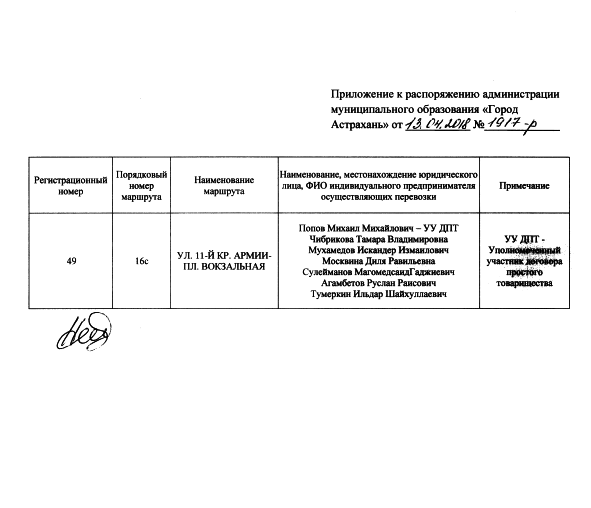 Приложение к распоряжению администрации
муниципального образования «Город
Астрахань» от 13.04.2018 № 1917-р
Регистрационный
номер
Порядковый
номер
маршрута
Наименование
маршрута
Наименование, местонахождение юридического
лица, ФИО индивидуального предпринимателя
осуществляющих перевозки
Примечание
49
16с
УЛ. 11-Й КР. АРМИИ-
ПЛ. ВОКЗАЛЬНАЯ
Попов Михаил Михайлович – УУ ДПТ
Чибрикова Тамара Владимировна
Мухамедов Искандер Измаилович
Москвина Диля Равильевна
Сулейманов МагомедсаидГаджиевич
Агамбетов Руслан Раисович
Тумеркин Ильдар Шайхуллаевич
УУ ДПТ -
Уполномоченный
участник договора
простого
товарищества